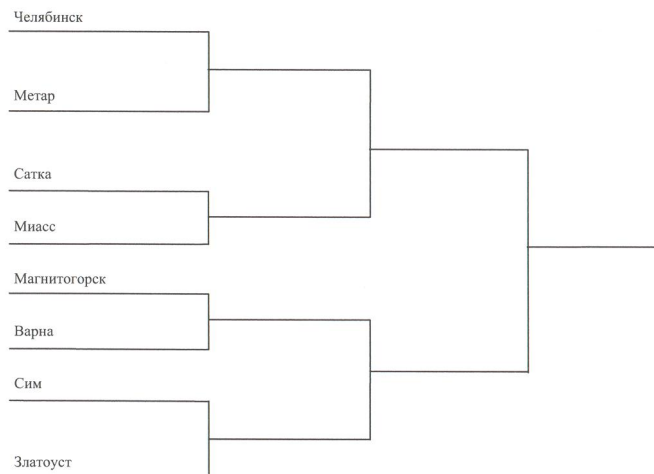 Челябинск
Метар
Сатка
Миасс
Магнитогорск
Варна
Сим
Златоуст